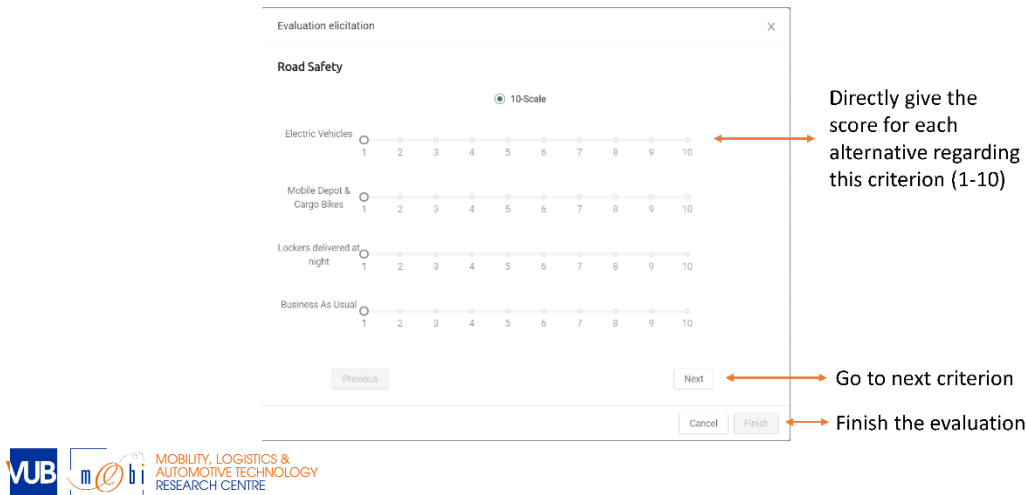 Evaluation elicitation
X
Road Safety
10-Scale
Directly give the
score for each
alternative regarding
this criterion (1-10)
Electric Vehicles
1 2 3 4 5 6 7 8 9 10
Mobile Depot &
Cargo Bikes
1 2 3 4 5 6 7 8 9 10
Lockers delivered at
night
1 2 3 4 5 6 7 8 9 10
Business As Usual
1 2 3 4 5 6 7 8 9 10
Previous
Next
Go to next criterion
Cancel
Finish
Finish the evaluation
VUB
mobi
MOBILITY, LOGISTICS &
AUTOMOTIVE TECHNOLOGY
RESEARCH CENTRE